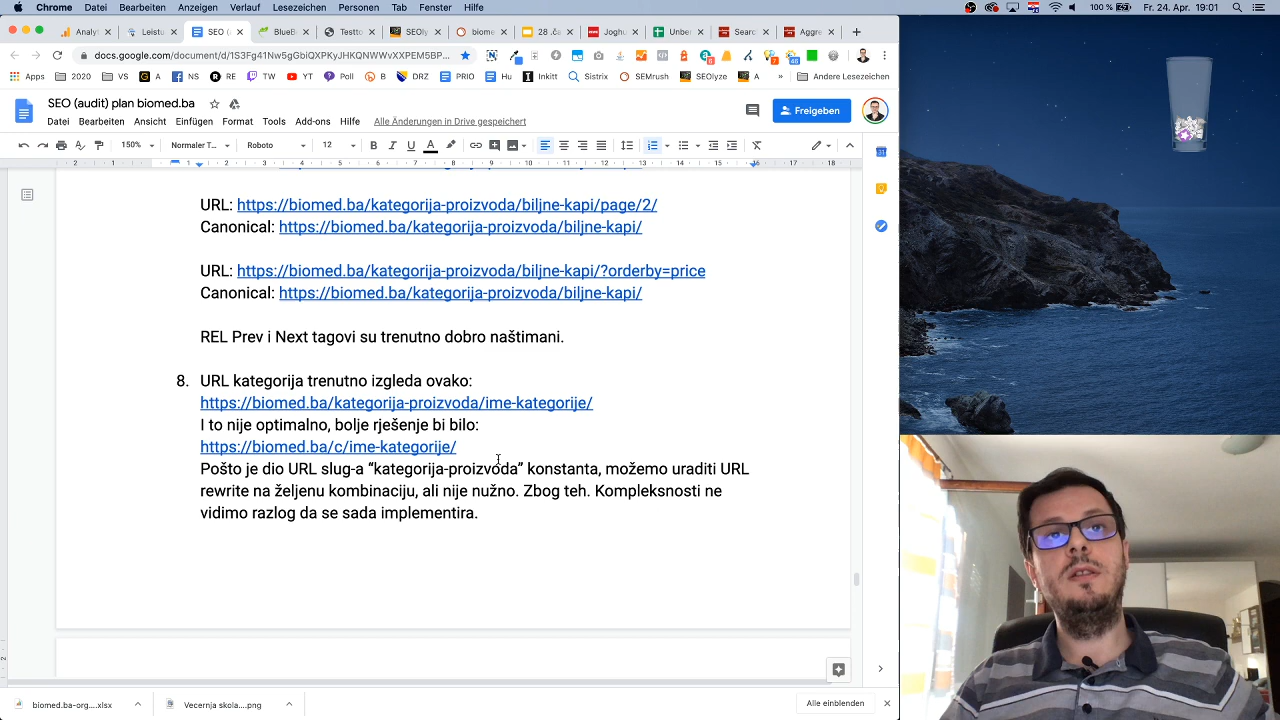 Chrome Datei Bearbeiten Anzeigen Verlauf Lesezeichen Personen Tab Fenster Hilfe 100 % Fr. 24. Apr. 19:01
Analyt Leistu SEO (a BlueB Testto SEOly biome 28 .ča Joghu Unber Searc Aggre
docs.google.com/document/d/1S3Fg41Nw5gGbiQXPKyJHKQNWWvXXPEM5BP...
Apps 2020 VS A NS RE TW YT Poll B DRZ PRIO Hu Inkitt Sistrix SEMrush SEOlyze A » Andere Lesezeichen
SEO (audit) plan biomed.ba
Freigeben
Datei Bearbeiten Ansicht Einfügen Format Tools Add-ons Hilfe Alle Änderungen in Drive gespeichert
150% Normaler T... Roboto 12
URL: https://biomed.ba/kategorija-proizvoda/biljne-kapi/page/2/
Canonical: https://biomed.ba/kategorija-proizvoda/biljne-kapi/
URL: https://biomed.ba/kategorija-proizvoda/biljne-kapi/?orderby=price
Canonical: https://biomed.ba/kategorija-proizvoda/biljne-kapi/
REL Prev i Next tagovi su trenutno dobro naštimani.
8. URL kategorija trenutno izgleda ovako:
https://biomed.ba/kategorija-proizvoda/ime-kategorije/
I to nije optimalno, bolje rješenje bi bilo:
https://biomed.ba/c/ime-kategorije/
Pošto je dio URL slug-a “kategorija-proizvoda” konstanta, možemo uraditi URL
rewrite na željenu kombinaciju, ali nije nužno. Zbog teh. Kompleksnosti ne
vidimo razlog da se sada implementira.
biomed.ba-org....xlsx Vecernja skola....png Alle einblenden